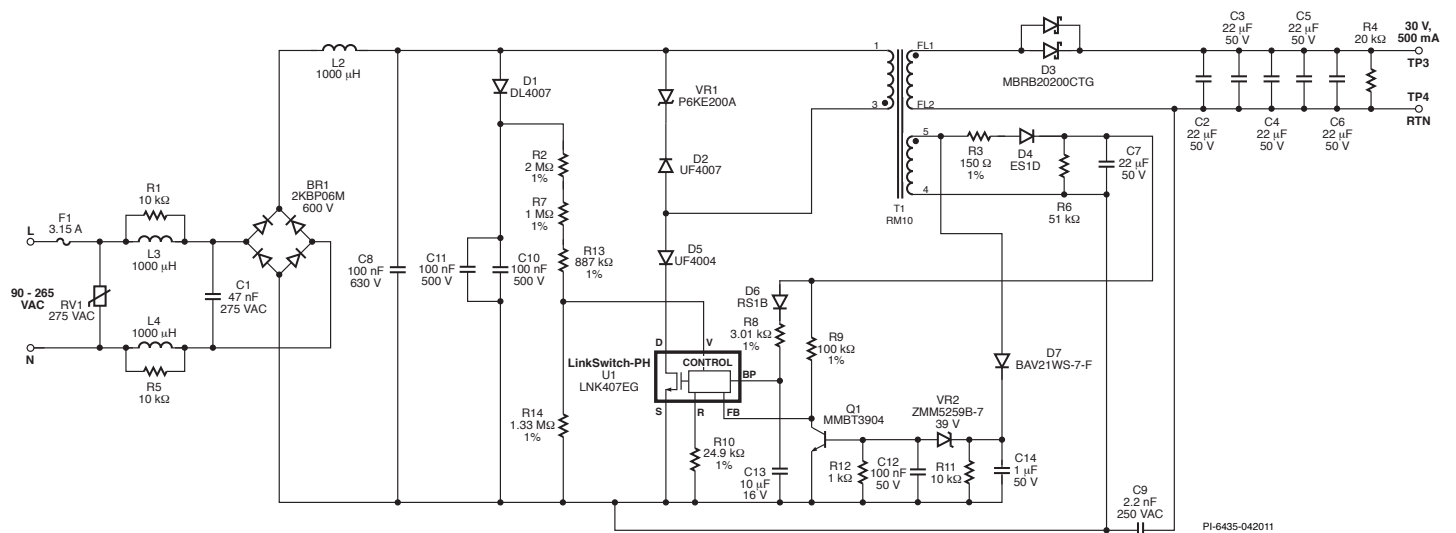 L2
1000 µH
D1
DL4007
VR1
P6KE200A
1
3
FL1
FL2
D3
MBRB20200CTG
C3
22 µF
50 V
C5
22 µF
50 V
R4
20 kΩ
30 V,
500 mA
TP3
TP4
RTN
C2
22 µF
50 V
C4
22 µF
50 V
C6
22 µF
50 V
R2
2 MΩ
1%
D2
UF4007
5
4
R3
150 Ω
1%
D4
ES1D
C7
22 µF
50 V
R6
51 kΩ
T1
RM10
R7
1 MΩ
1%
R13
887 kΩ
1%
BR1
2KBP06M
600 V
R1
10 kΩ
F1
3.15 A
L
L3
1000 µH
90 - 265
VAC
RV1
275 VAC
C1
47 nF
275 VAC
L4
1000 µH
N
R5
10 kΩ
C8
100 nF
630 V
C11
100 nF
500 V
C10
100 nF
500 V
D5
UF4004
D6
RS1B
R8
3.01 kΩ
1%
R9
100 kΩ
1%
D7
BAV21WS-7-F
D
V
LinkSwitch-PH
U1
LNK407EG
CONTROL
BP
S
R
FB
R14
1.33 MΩ
1%
R10
24.9 kΩ
1%
C13
10 µF
16 V
Q1
MMBT3904
VR2
ZMM5259B-7
39 V
R12
1 kΩ
C12
100 nF
50 V
R11
10 kΩ
C14
1 µF
50 V
C9
2.2 nF
250 VAC
PI-6435-042011